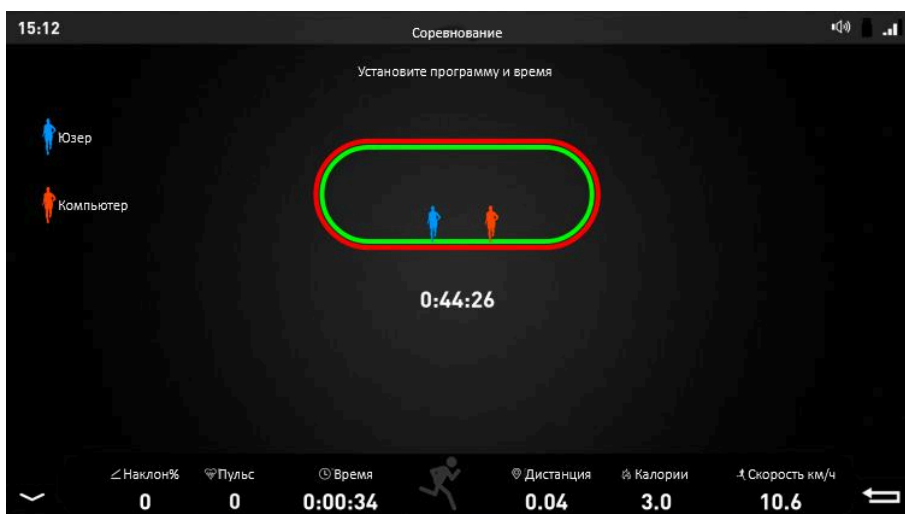 15:12
Соревнование
Установите программу и время
Юзер
Компьютер
0:44:26
Наклон% Пульс Время Дистанция Калории Скорость км/ч
0 0 0:00:34 0.04 3.0 10.6